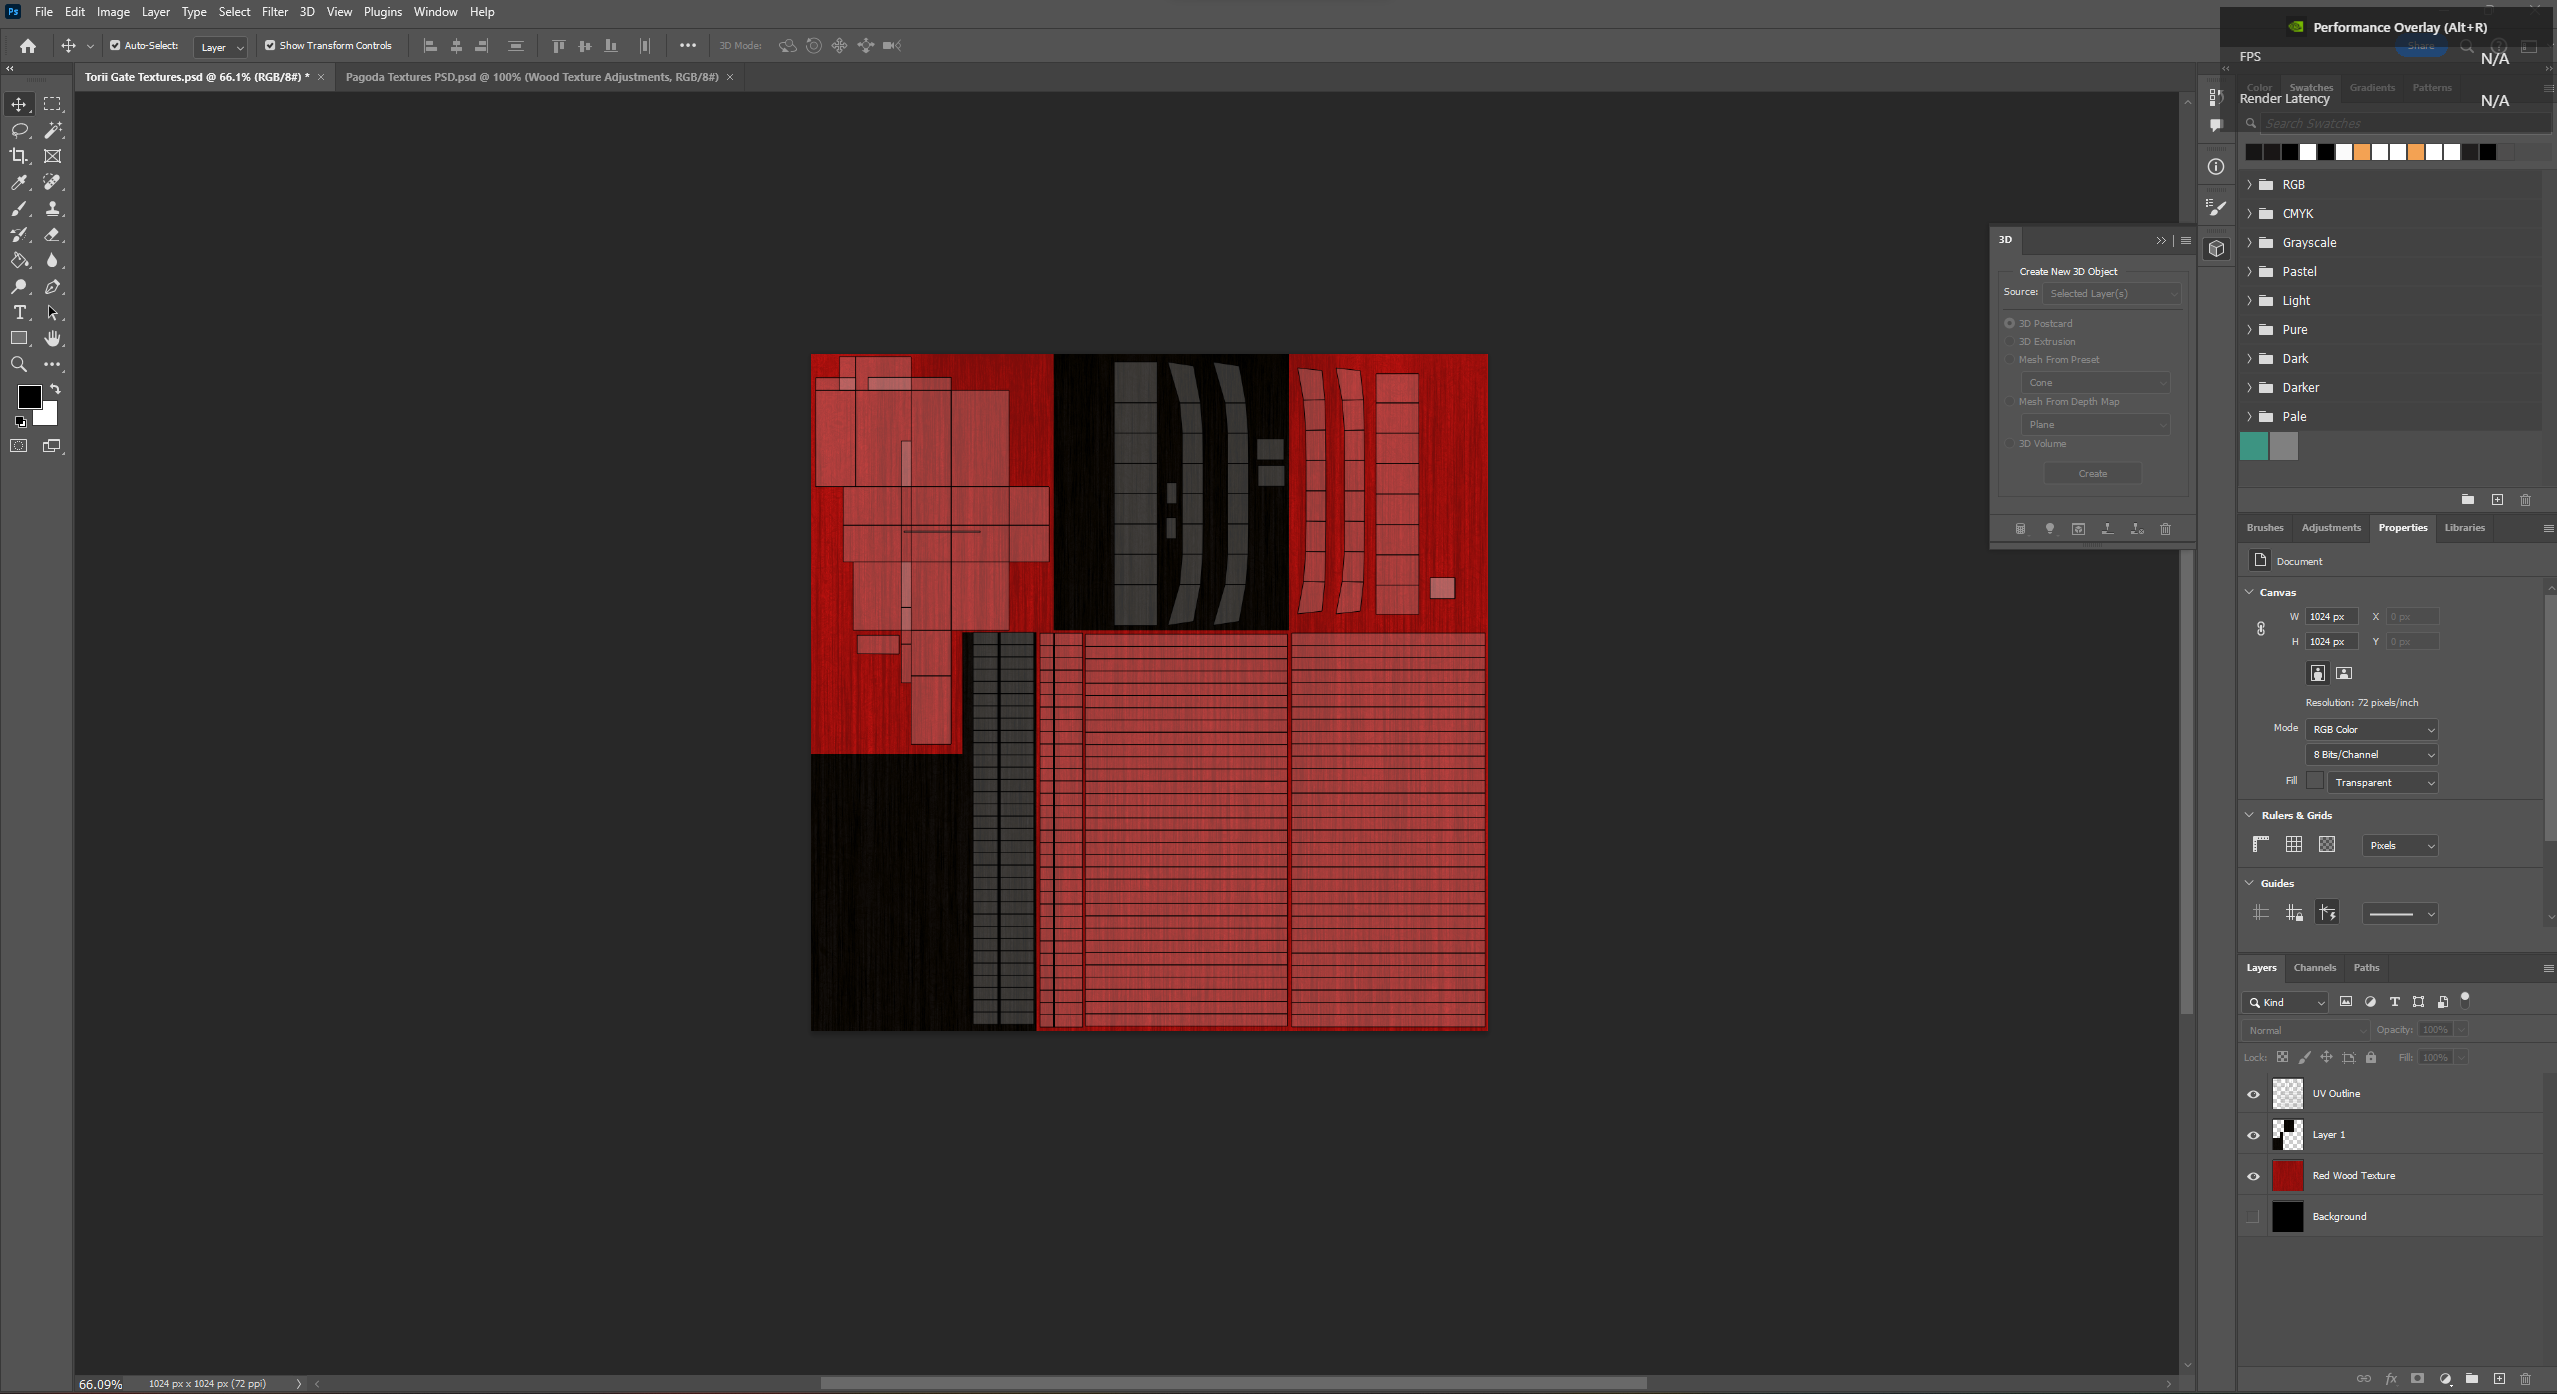 Ps File Edit Image Layer Type Select Filter 3D View Plugins Window Help
Auto-Select: Layer Show Transform Controls 3D Mode: Share
Torii Gate Textures.psd @ 66.1% (RGB/8#) * × Pagoda Textures PSD.psd @ 100% (Wood Texture Adjustments, RGB/8#) ×
Performance Overlay (Alt+R)
FPS N/A
Render Latency N/A
Color Swatches Gradients Patterns
Search Swatches
RGB
CMYK
Grayscale
Pastel
Light
Pure
Dark
Darker
Pale
3D
Create New 3D Object
Source: Selected Layer(s)
3D Postcard
3D Extrusion
Mesh From Preset
Cone
Mesh From Depth Map
Plane
3D Volume
Create
Brushes Adjustments Properties Libraries
Document
Canvas
W 1024 px X 0 px
H 1024 px Y 0 px
Resolution: 72 pixels/inch
Mode RGB Color
8 Bits/Channel
Fill Transparent
Rulers & Grids
Pixels
Guides
Layers Channels Paths
Kind
Normal Opacity: 100%
Lock: Fill: 100%
UV Outline
Layer 1
Red Wood Texture
Background
66.09% 1024 px x 1024 px (72 ppi)